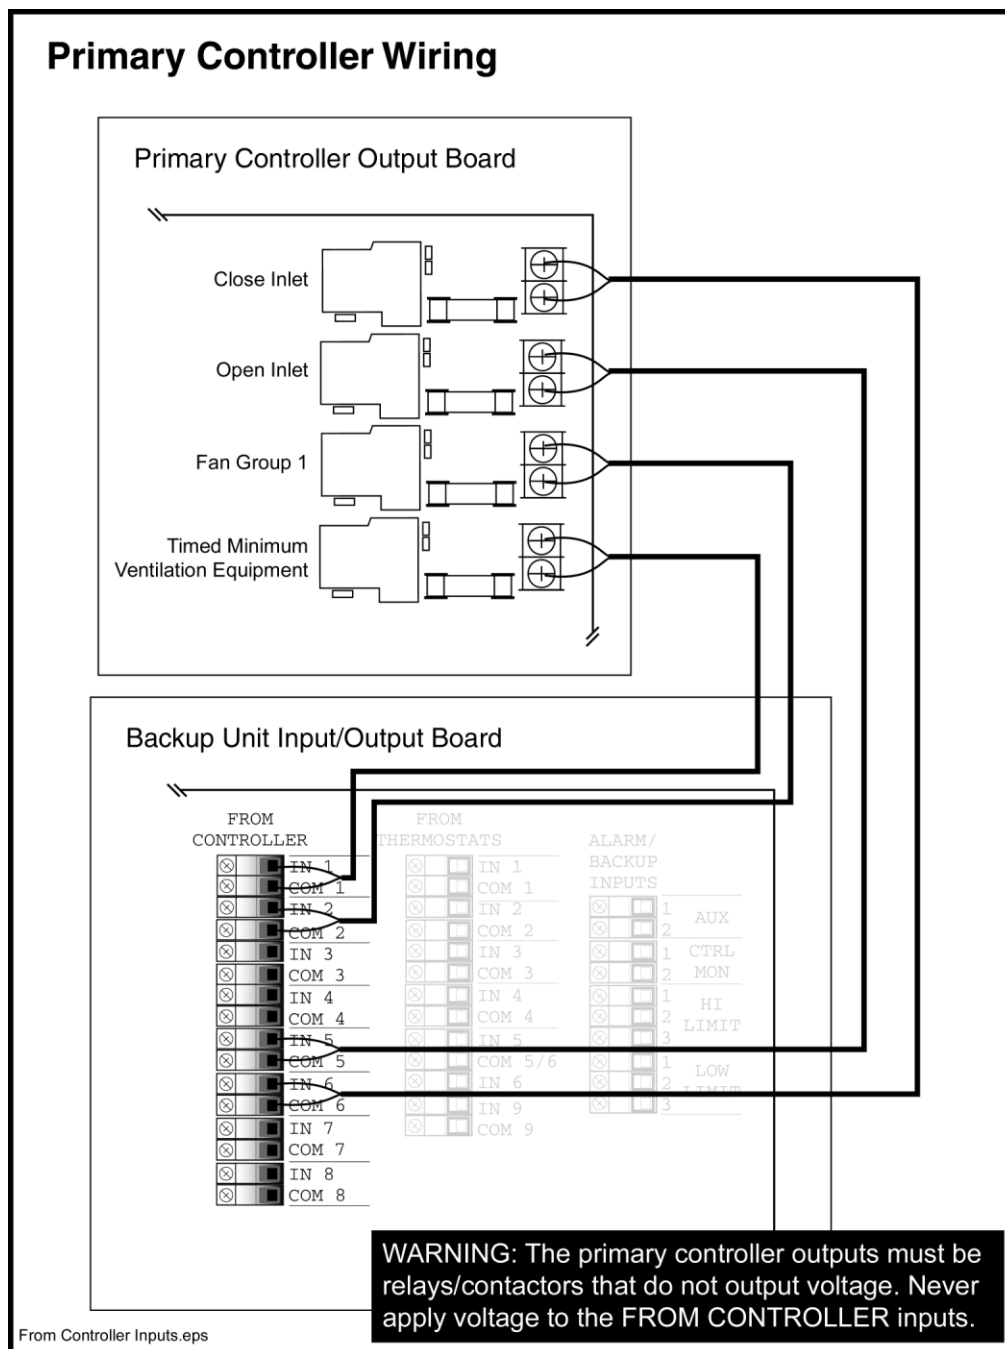 Primary Controller Wiring
Primary Controller Output Board
Close Inlet
Open Inlet
Fan Group 1
Timed Minimum
Ventilation Equipment
Backup Unit Input/Output Board
FROM
CONTROLLER
IN 1
COM 1
IN 2
COM 2
IN 3
COM 3
IN 4
COM 4
IN 5
COM 5
IN 6
COM 6
IN 7
COM 7
IN 8
COM 8
FROM
THERMOSTATS
IN 1
COM 1
IN 2
COM 2
IN 3
COM 3
IN 4
COM 4
IN 5
COM 5/6
IN 6
IN 9
COM 9
ALARM/
BACKUP
INPUTS
1
2
AUX
1
2
CTRL
MON
1
2
3
HI
LIMIT
1
2
3
LOW
LIMIT
WARNING: The primary controller outputs must be
relays/contactors that do not output voltage. Never
apply voltage to the FROM CONTROLLER inputs.
From Controller Inputs.eps